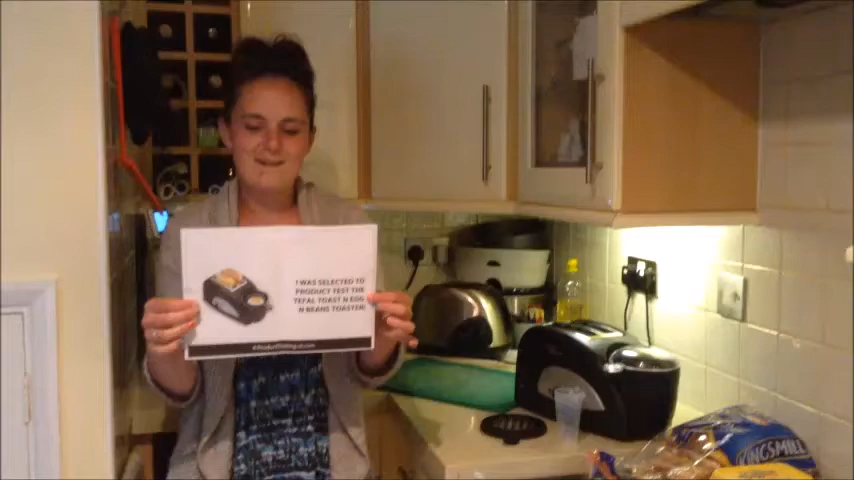 I WAS SELECTED TO
PRODUCT TEST THE
TEFAL TOAST N EGG
N BEANS TOASTER!
KINGSMILL